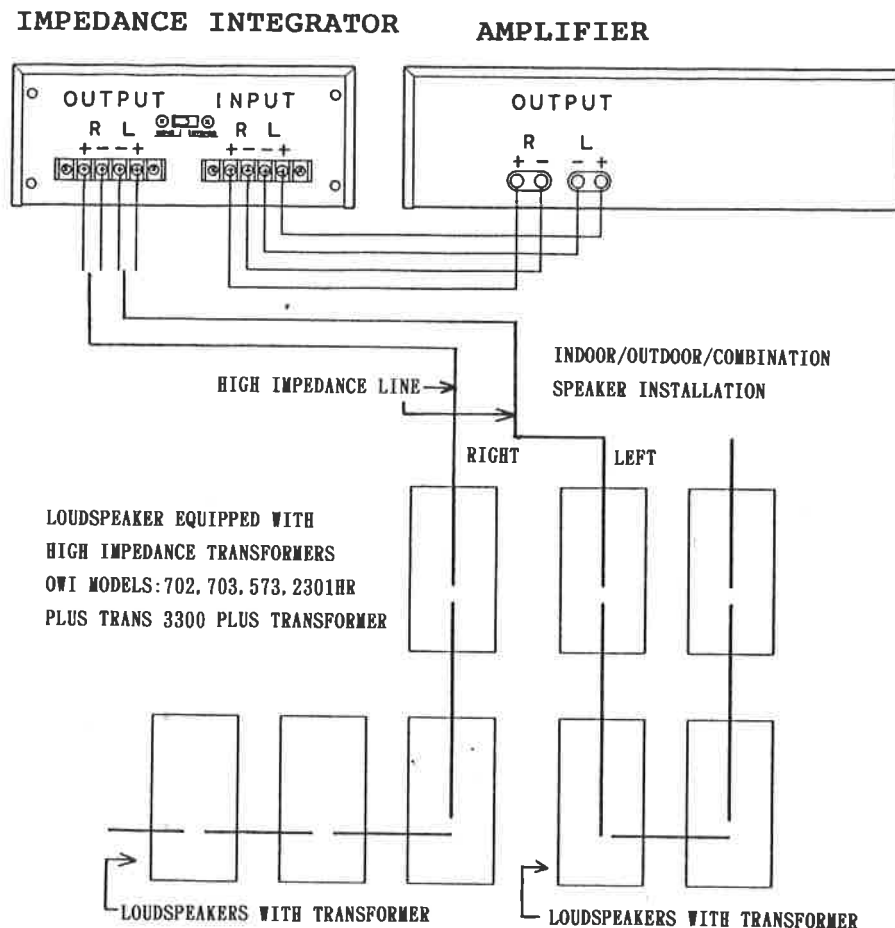 IMPEDANCE INTEGRATOR
AMPLIFIER
OUTPUT
INPUT
R L
+ - - +
R L
+ - - +
OUTPUT
R L
+ - - +
HIGH IMPEDANCE LINE
INDOOR/OUTDOOR/COMBINATION
SPEAKER INSTALLATION
RIGHT
LEFT
LOUDSPEAKER EQUIPPED WITH
HIGH IMPEDANCE TRANSFORMERS
OWI MODELS:702, 703, 573, 2301HR
PLUS TRANS 3300 PLUS TRANSFORMER
LOUDSPEAKERS WITH TRANSFORMER
LOUDSPEAKERS WITH TRANSFORMER